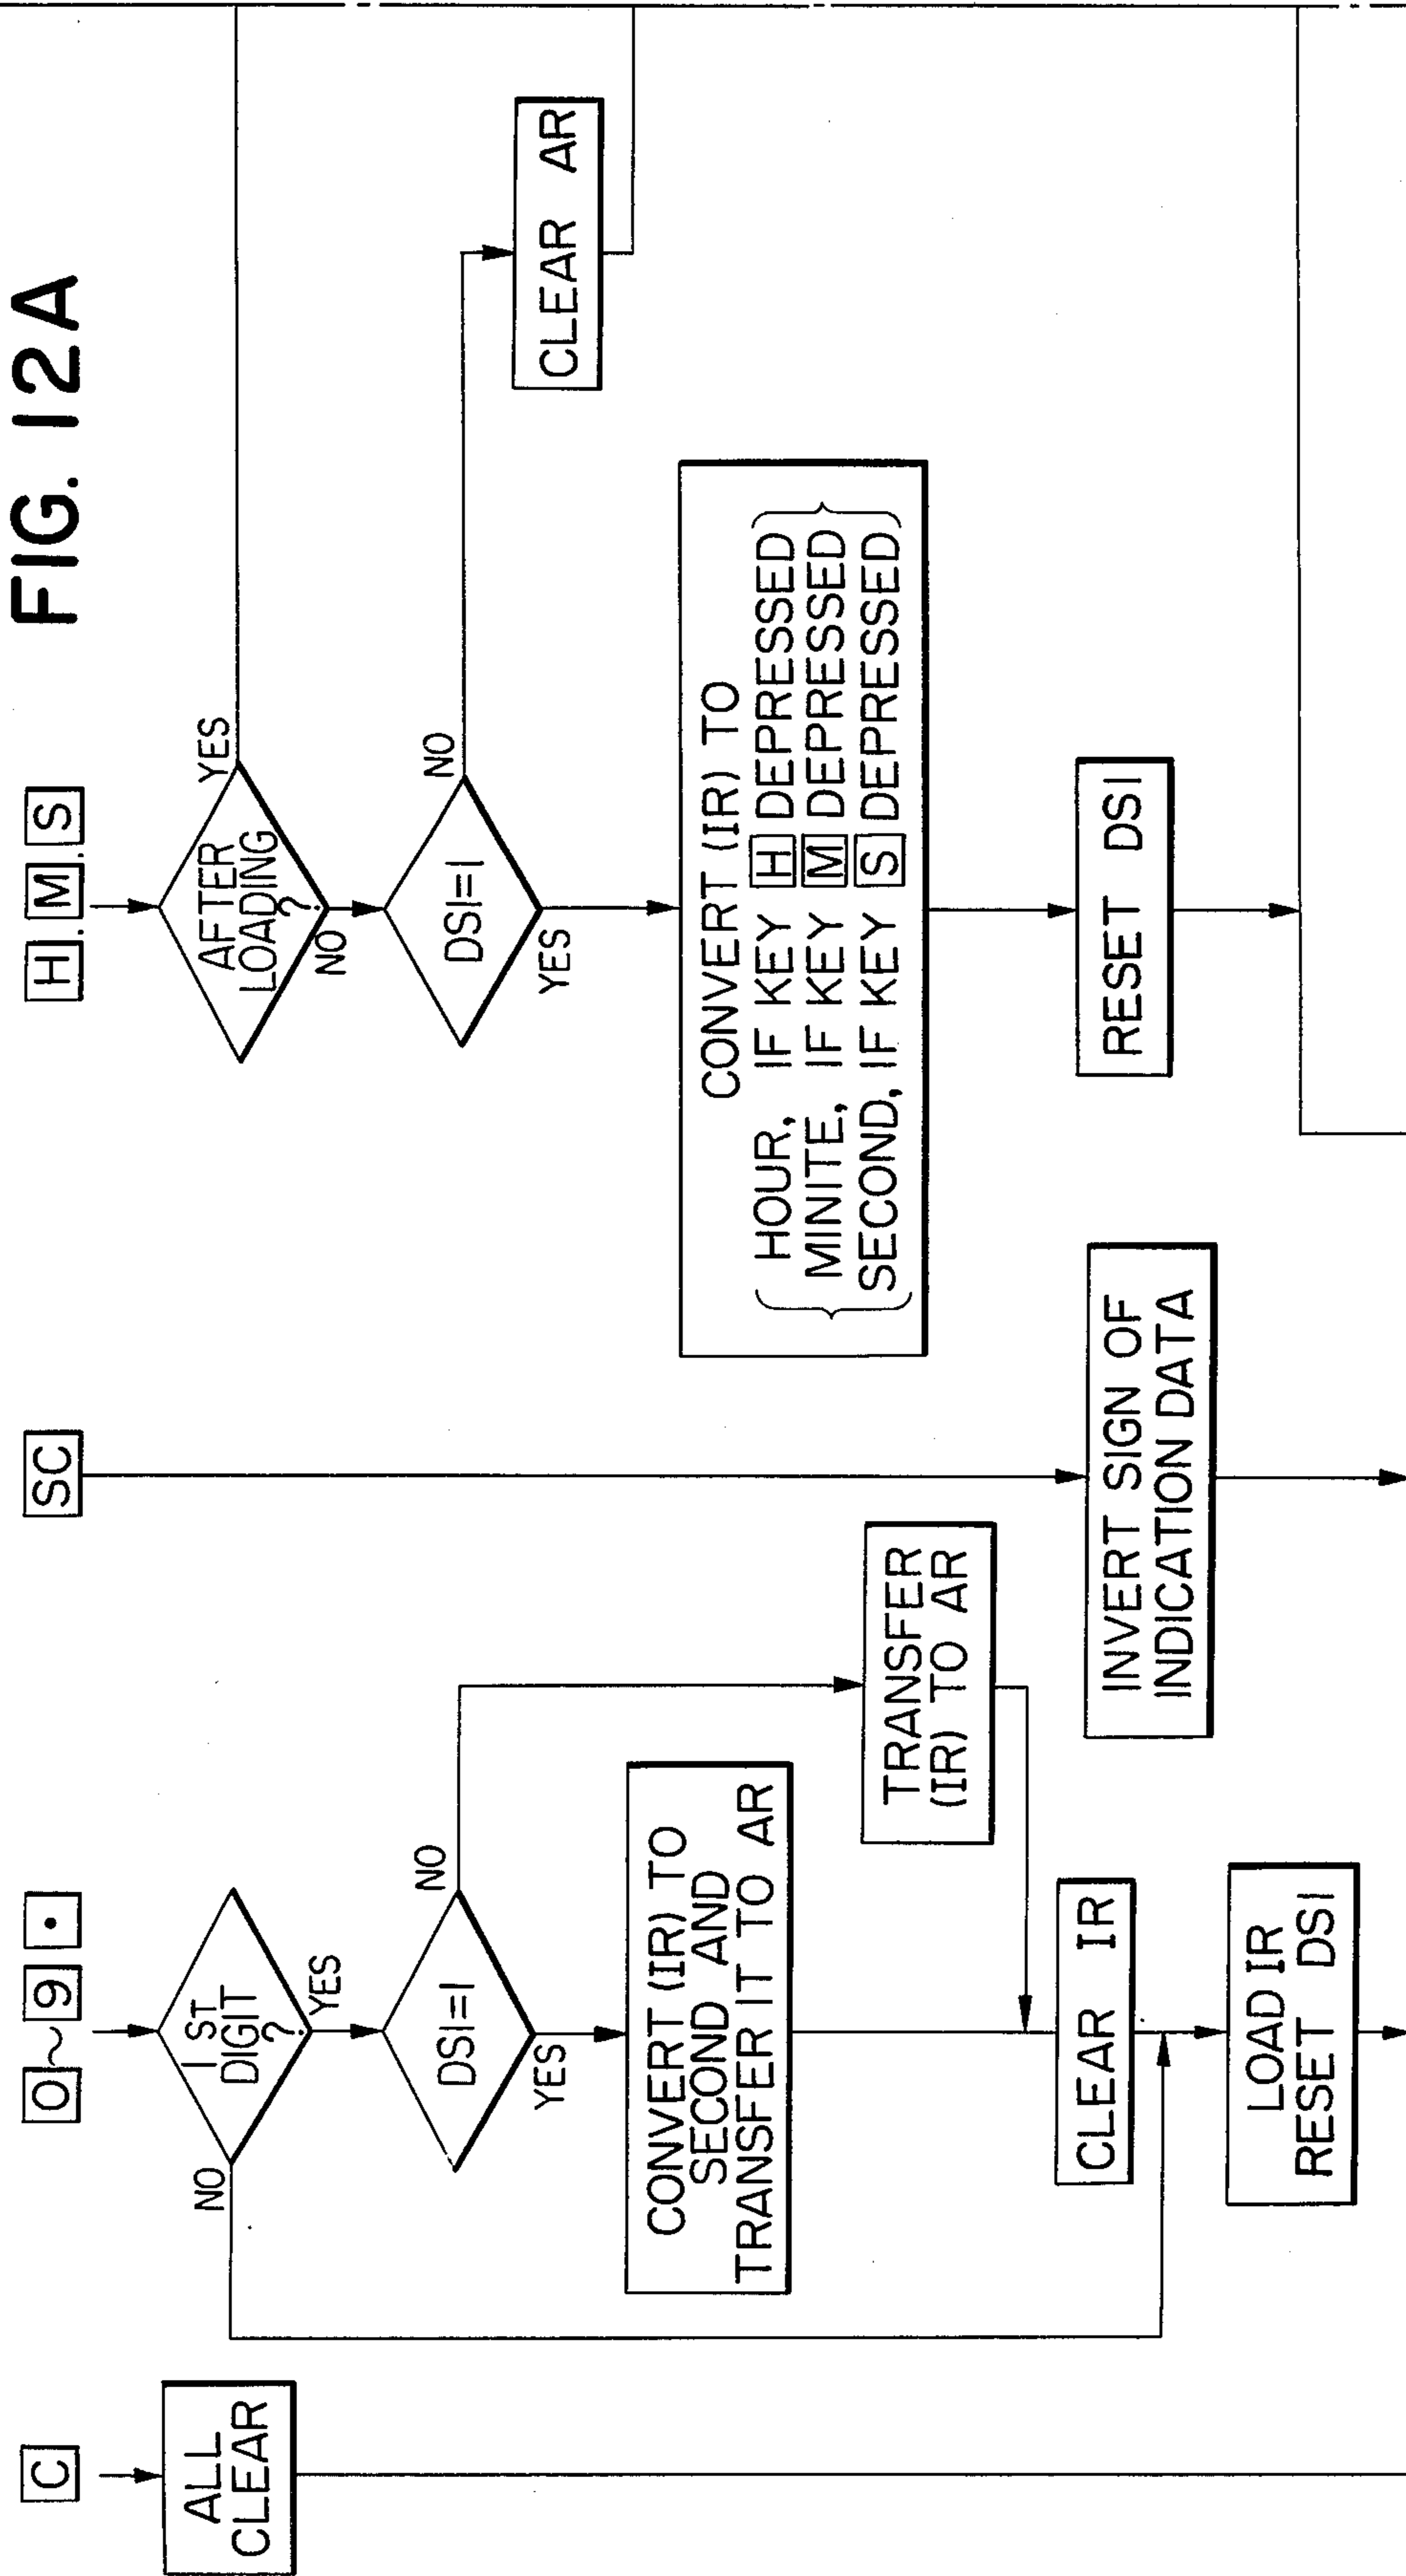 FIG. 12A
C
ALL
CLEAR
0~9 •
1 ST
DIGIT
?
NO
YES
DSI=1
NO
YES
CONVERT (IR) TO
SECOND AND
TRANSFER IT TO AR
TRANSFER
(IR) TO AR
CLEAR IR
LOAD IR
RESET DSI
SC
INVERT SIGN OF
INDICATION DATA
H. M. S
AFTER
LOADING
?
YES
NO
DSI=1
NO
YES
CLEAR AR
CONVERT (IR) TO
HOUR, IF KEY H DEPRESSED
MINITE, IF KEY M DEPRESSED
SECOND, IF KEY S DEPRESSED
RESET DSI